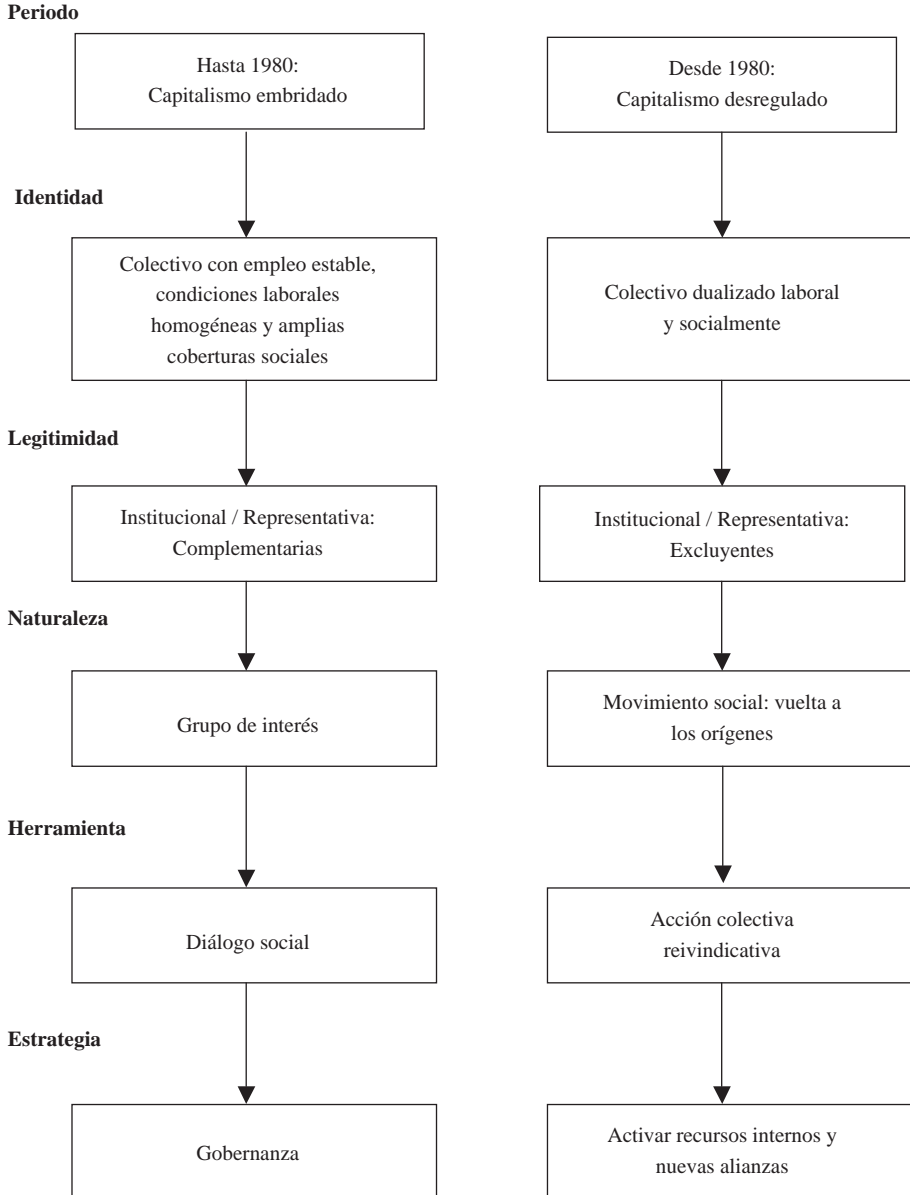 Periodo
Hasta 1980:
Capitalismo embridado
Desde 1980:
Capitalismo desregulado
Identidad
Colectivo con empleo estable,
condiciones laborales
homogéneas y amplias
coberturas sociales
Colectivo dualizado laboral
y socialmente
Legitimidad
Institucional / Representativa:
Complementarias
Institucional / Representativa:
Excluyentes
Naturaleza
Grupo de interés
Movimiento social: vuelta a
los orígenes
Herramienta
Diálogo social
Acción colectiva
reivindicativa
Estrategia
Gobernanza
Activar recursos internos y
nuevas alianzas